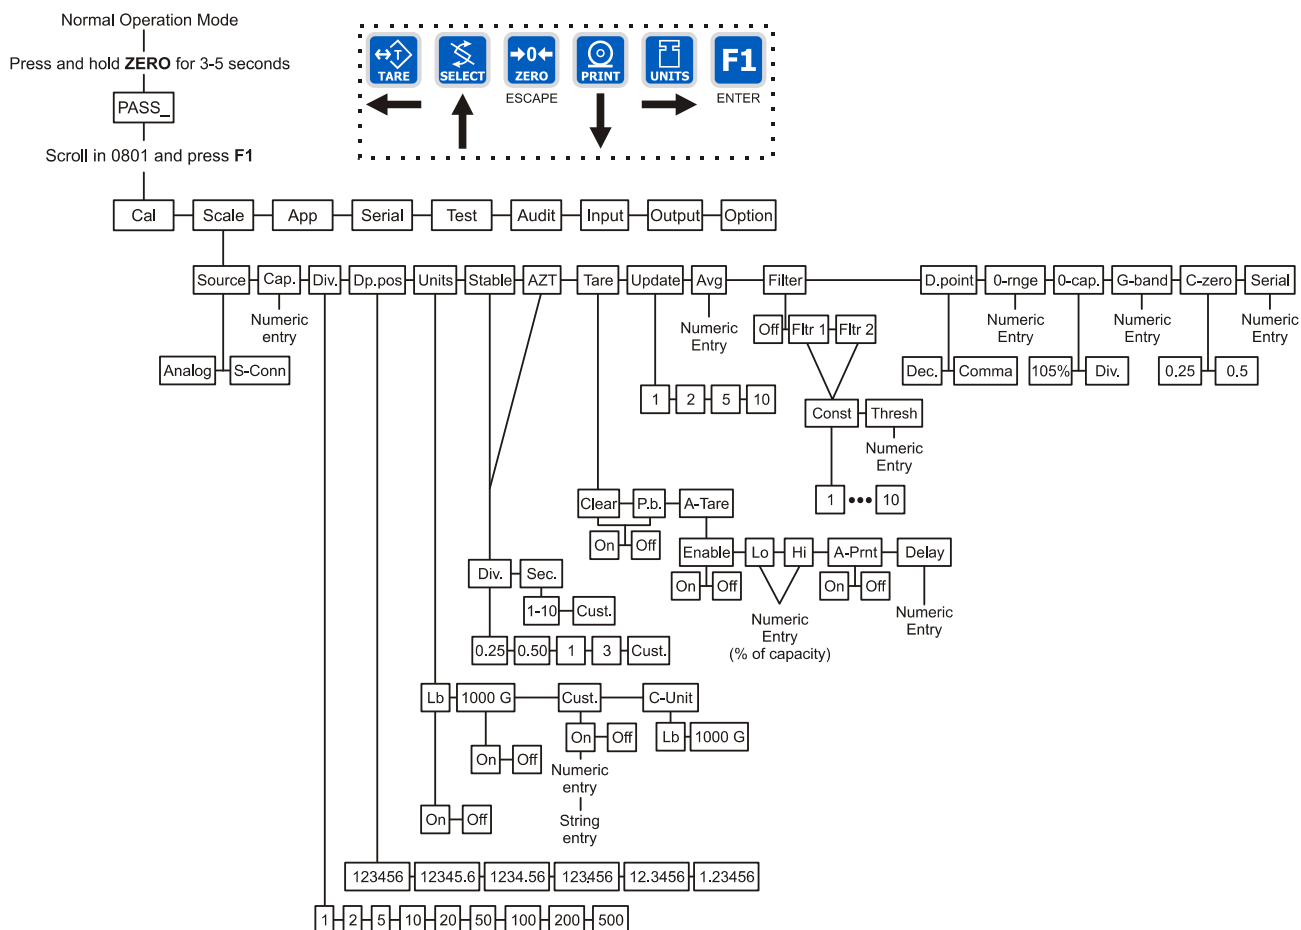 Normal Operation Mode
Press and hold ZERO for 3-5 seconds
PASS_
Scroll in 0801 and press F1
T
TARE
SELECT
→0←
ZERO
PRINT
UNITS
F1
ESCAPE
ENTER
Cal
Scale
App
Serial
Test
Audit
Input
Output
Option
Source
Cap.
Div.
Dp.pos
Units
Stable
AZT
Tare
Update
Avg
Filter
D.point
0-rnge
0-cap.
G-band
C-zero
Serial
Numeric
entry
Numeric
Entry
Off
Fltr 1
Fltr 2
Numeric
Entry
Numeric
Entry
Numeric
Entry
Analog
S-Conn
Dec.
Comma
105%
Div.
0.25
0.5
1
2
5
10
Const
Thresh
Numeric
Entry
1
•••
10
Clear
P.b.
A-Tare
On
Off
Enable
Lo
Hi
A-Prnt
Delay
On
Off
On
Off
Numeric
Entry
(% of capacity)
Numeric
Entry
Div.
Sec.
1-10
Cust.
0.25
0.50
1
3
Cust.
Lb
1000 G
Cust.
C-Unit
On
Off
Lb
1000 G
On
Off
Numeric
entry
String
entry
On
Off
123456
12345.6
1234.56
123.456
12.3456
1.23456
1
2
5
10
20
50
100
200
500